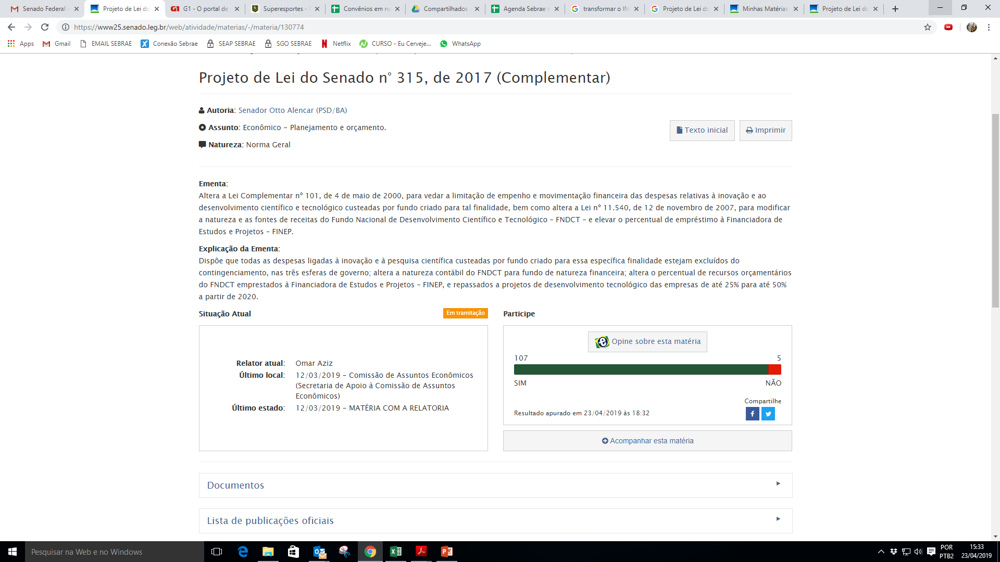 Senado Federal -
Projeto de Lei do
G1 - O portal de
Superesportes -
Convênios em ne
Compartilhados
Agenda Sebrae x
transformar o IN
Projeto de Lei do
Minhas Matérias
Projeto de Lei do
https://www25.senado.leg.br/web/atividade/materias/-/materia/130774
Apps
Gmail
EMAIL SEBRAE
Conexão Sebrae
SEAP SEBRAE
SGO SEBRAE
Netflix
CURSO - Eu Cerveje...
WhatsApp
Projeto de Lei do Senado n° 315, de 2017 (Complementar)
Autoria: Senador Otto Alencar (PSD/BA)
Assunto: Econômico - Planejamento e orçamento.
Natureza: Norma Geral
Texto inicial
Imprimir
Ementa:
Altera a Lei Complementar nº 101, de 4 de maio de 2000, para vedar a limitação de empenho e movimentação financeira das despesas relativas à inovação e ao
desenvolvimento científico e tecnológico custeadas por fundo criado para tal finalidade, bem como altera a Lei nº 11.540, de 12 de novembro de 2007, para modificar
a natureza e as fontes de receitas do Fundo Nacional de Desenvolvimento Científico e Tecnológico - FNDCT - e elevar o percentual de empréstimo à Financiadora de
Estudos e Projetos - FINEP.
Explicação da Ementa:
Dispõe que todas as despesas ligadas à inovação e à pesquisa científica custeadas por fundo criado para essa específica finalidade estejam excluídos do
contingenciamento, nas três esferas de governo; altera a natureza contábil do FNDCT para fundo de natureza financeira; altera o percentual de recursos orçamentários
do FNDCT emprestados à Financiadora de Estudos e Projetos - FINEP, e repassados a projetos de desenvolvimento tecnológico das empresas de até 25% para até 50%
a partir de 2020.
Situação Atual
Em tramitação
Relator atual: Omar Aziz
Último local: 12/03/2019 - Comissão de Assuntos Econômicos
(Secretaria de Apoio à Comissão de Assuntos
Econômicos)
Último estado: 12/03/2019 - MATÉRIA COM A RELATORIA
Participe
Opine sobre esta matéria
107 5
SIM NÃO
Compartilhe
Resultado apurado em 23/04/2019 às 18:32
Acompanhar esta matéria
Documentos
Lista de publicações oficiais
Pesquisar na Web e no Windows
POR
PTB2
15:33
23/04/2019